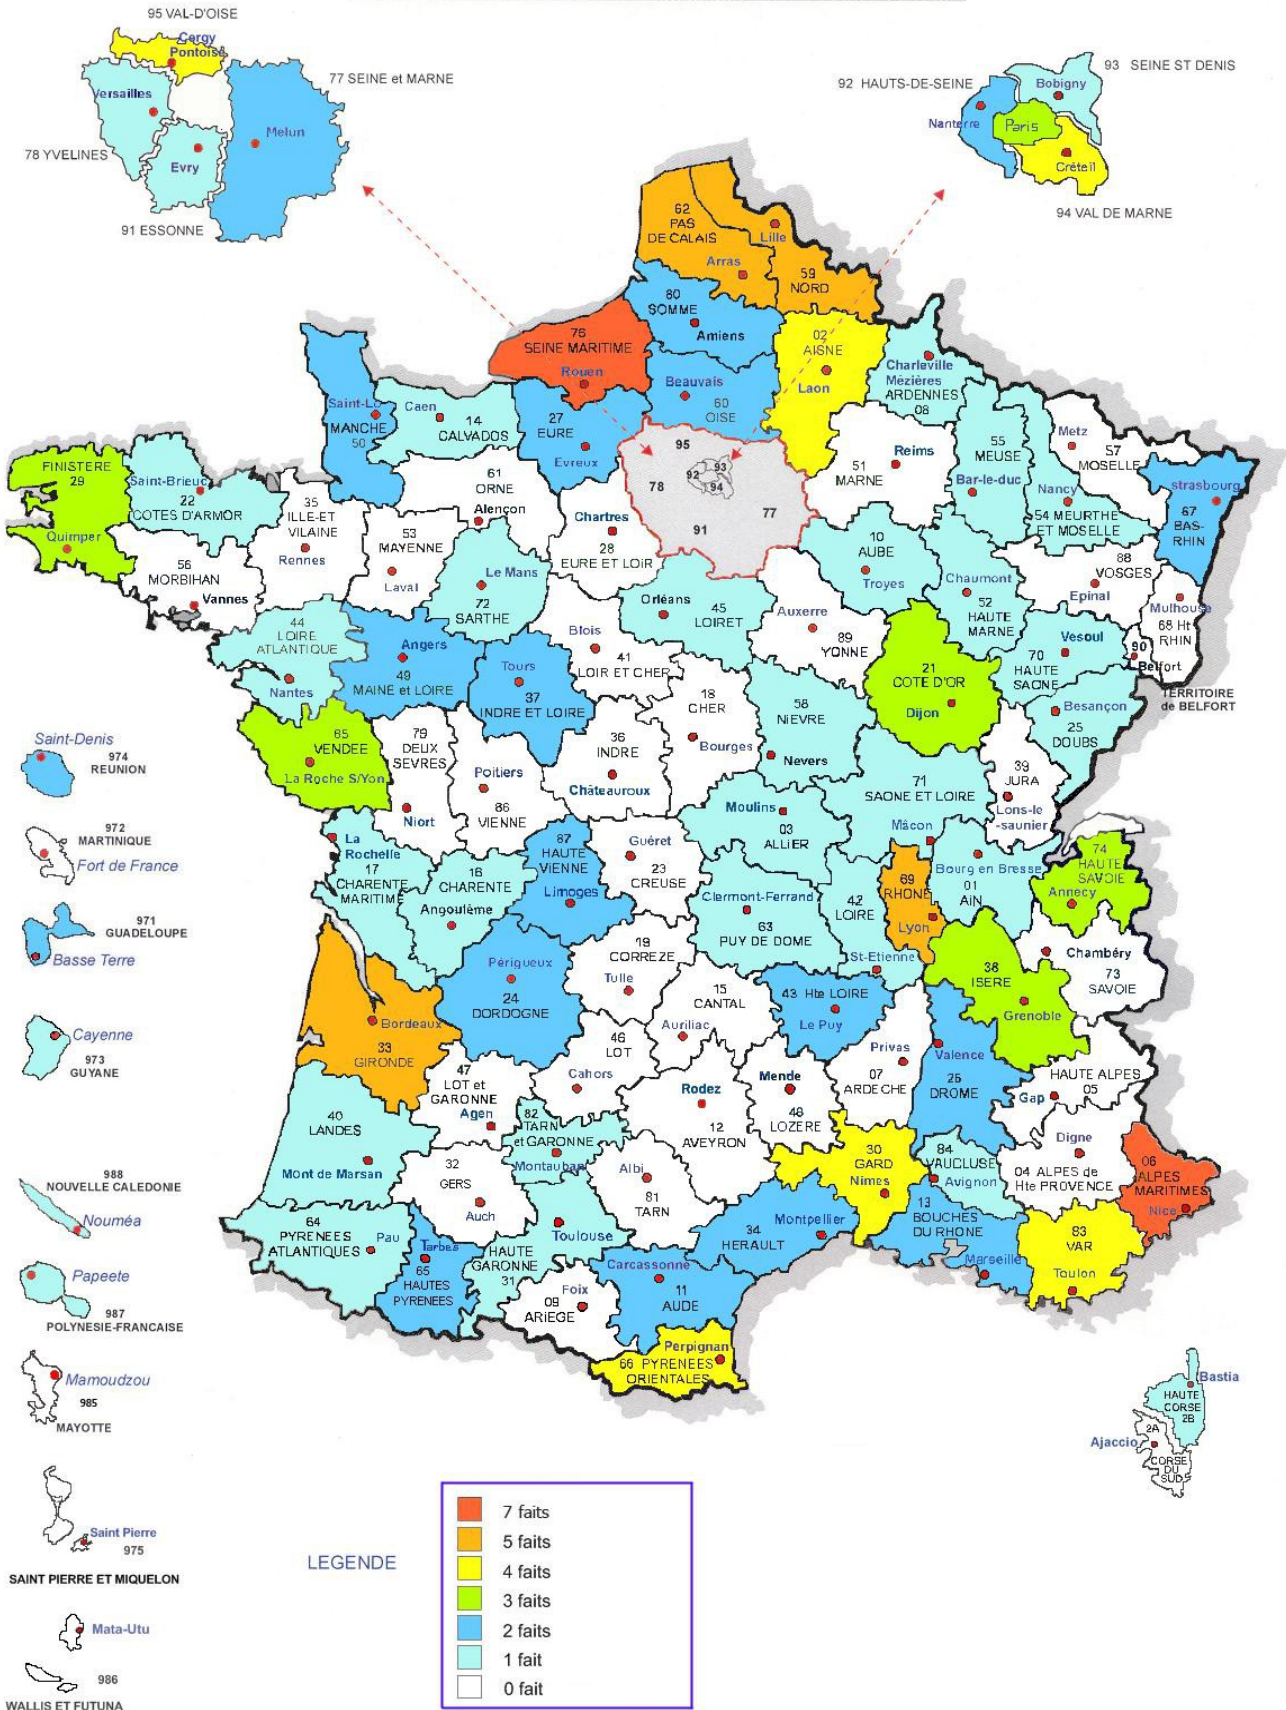 95 VAL-D'OISE
Cergy
Pontoise
77 SEINE et MARNE
Versailles
Melun
78 YVELINES
Evry
91 ESSONNE
93 SEINE ST DENIS
92 HAUTS-DE-SEINE
Bobigny
Nanterre
Paris
Créteil
94 VAL DE MARNE
62
PAS
DE CALAIS
Lille
Arras
59
NORD
80
SOMME
Amiens
76
SEINE MARITIME
Rouen
02
AISNE
Laon
Charleville
Mézières
ARDENNES
08
Beauvais
60
OISE
Saint-Lo
MANCHE
50
Caen
14
CALVADOS
27
EURE
Evreux
95
93
92
94
78
77
91
Reims
51
MARNE
55
MEUSE
Bar-le-duc
Metz
57
MOSELLE
Nancy
54 MEURTHE
ET MOSELLE
strasbourg
67
BAS-
RHIN
FINISTERE
29
Quimper
Saint-Brieuc
22
COTES D'ARMOR
35
ILLE-ET
VILAINE
Rennes
61
ORNE
Alençon
Chartres
28
EURE ET LOIR
53
MAYENNE
Laval
56
MORBIHAN
Vannes
Le Mans
72
SARTHE
Orléans
45
LOIRET
10
AUBE
Troyes
Chaumont
52
HAUTE
MARNE
88
VOSGES
Epinal
Mulhouse
68 Ht
RHIN
90
Belfort
TERRITOIRE
de BELFORT
44
LOIRE
ATLANTIQUE
Nantes
Angers
49
MAINE et LOIRE
Tours
37
INDRE ET LOIRE
Blois
41
LOIR ET CHER
Auxerre
89
YONNE
21
COTE D'OR
Dijon
Vesoul
70
HAUTE
SAONE
Besançon
25
DOUBS
65
VENDEE
La Roche S/Yon
79
DEUX
SEVRES
Niort
Poitiers
86
VIENNE
36
INDRE
Châteauroux
18
CHER
Bourges
58
NIEVRE
Nevers
39
JURA
Lons-le
-saunier
71
SAONE ET LOIRE
Mâcon
Moulins
03
ALLIER
La
Rochelle
17
CHARENTE
MARITIME
16
CHARENTE
Angoulême
87
HAUTE
VIENNE
Limoges
Guéret
23
CREUSE
Clermont-Ferrand
63
PUY DE DOME
42
LOIRE
St-Etienne
69
RHONE
Lyon
Bourg en Bresse
01
AIN
74
HAUTE
SAVOIE
Annecy
Chambéry
73
SAVOIE
38
ISERE
Grenoble
Périgueux
24
DORDOGNE
19
CORREZE
Tulle
15
CANTAL
Auriliac
43 Hte LOIRE
Le Puy
Bordeaux
33
GIRONDE
46
LOT
Cahors
47
LOT et
GARONNE
Agen
Rodez
12
AVEYRON
Mende
48
LOZERE
Privas
07
ARDECHE
Valence
26
DROME
HAUTE ALPES
05
Gap
Digne
04 ALPES de
Hte PROVENCE
06
ALPES
MARITIMES
Nice
40
LANDES
Mont de Marsan
82
TARN
et GARONNE
Montauban
32
GERS
Auch
Albi
81
TARN
30
GARD
Nimes
84
VAUCLUSE
Avignon
13
BOUCHES
DU RHONE
Marseille
83
VAR
Toulon
64
PYRENEES
ATLANTIQUES
Pau
Tarbes
65
HAUTES
PYRENEES
HAUTE
GARONNE
31
Toulouse
Foix
09
ARIEGE
Carcassonne
11
AUDE
34
HERAULT
Montpellier
Perpignan
66 PYRENEES
ORIENTALES
Bastia
HAUTE
CORSE
2B
2A
Ajaccio
CORSE
DU
SUD
Saint-Denis
974
REUNION
972
MARTINIQUE
Fort de France
971
GUADELOUPE
Basse Terre
Cayenne
973
GUYANE
988
NOUVELLE CALEDONIE
Nouméa
Papeete
987
POLYNESIE-FRANCAISE
Mamoudzou
985
MAYOTTE
Saint Pierre
975
SAINT PIERRE ET MIQUELON
Mata-Utu
986
WALLIS ET FUTUNA
LEGENDE
7 faits
5 faits
4 faits
3 faits
2 faits
1 fait
0 fait